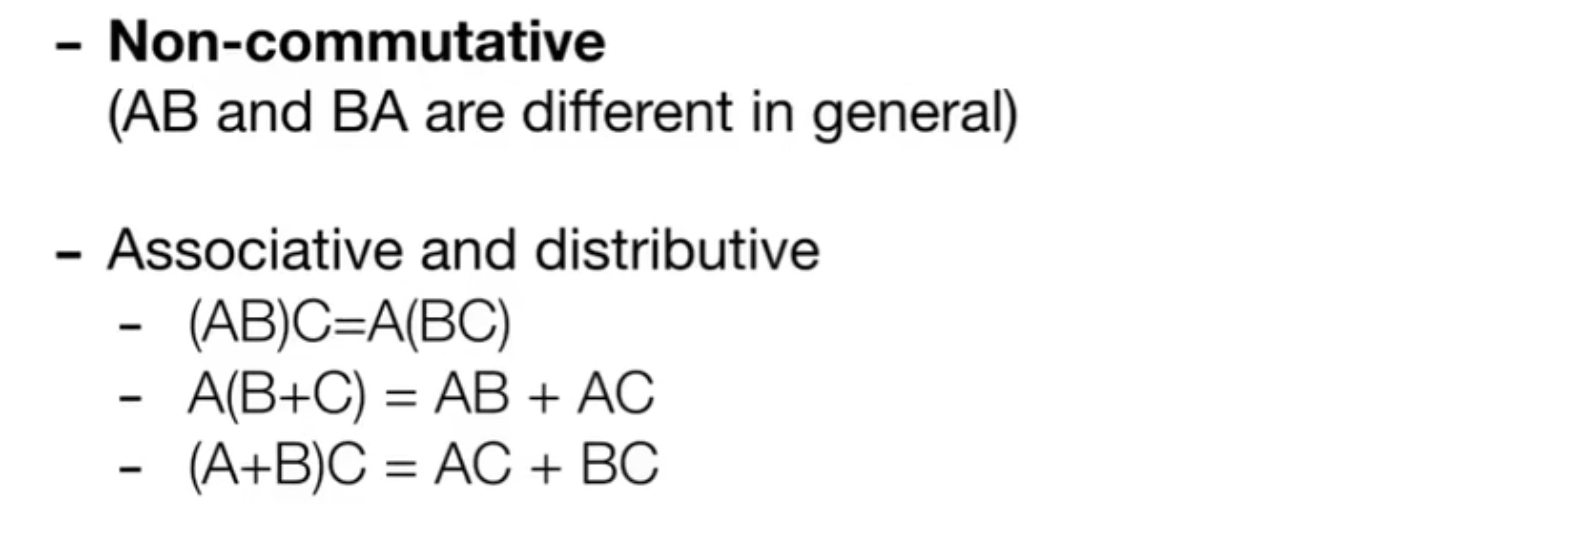 - Non-commutative
(AB and BA are different in general)
- Associative and distributive
- (AB)C=A(BC)
- A(B+C) = AB + AC
- (A+B)C = AC + BC